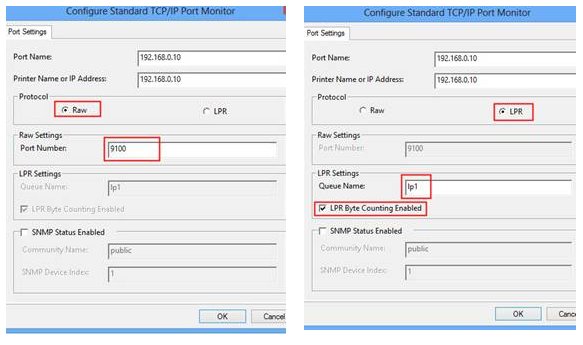 Configure Standard TCP/IP Port Monitor
Port Settings
Port Name:
192.168.0.10
Printer Name or IP Address:
192.168.0.10
Protocol
Raw
LPR
Raw Settings
Port Number:
9100
LPR Settings
Queue Name:
lp1
LPR Byte Counting Enabled
SNMP Status Enabled
Community Name:
public
SNMP Device Index:
1
OK
Cancel
Configure Standard TCP/IP Port Monitor
Port Settings
Port Name:
192.168.0.10
Printer Name or IP Address:
192.168.0.10
Protocol
Raw
LPR
Raw Settings
Port Number:
9100
LPR Settings
Queue Name:
lp1
LPR Byte Counting Enabled
SNMP Status Enabled
Community Name:
public
SNMP Device Index:
1
OK
Cance